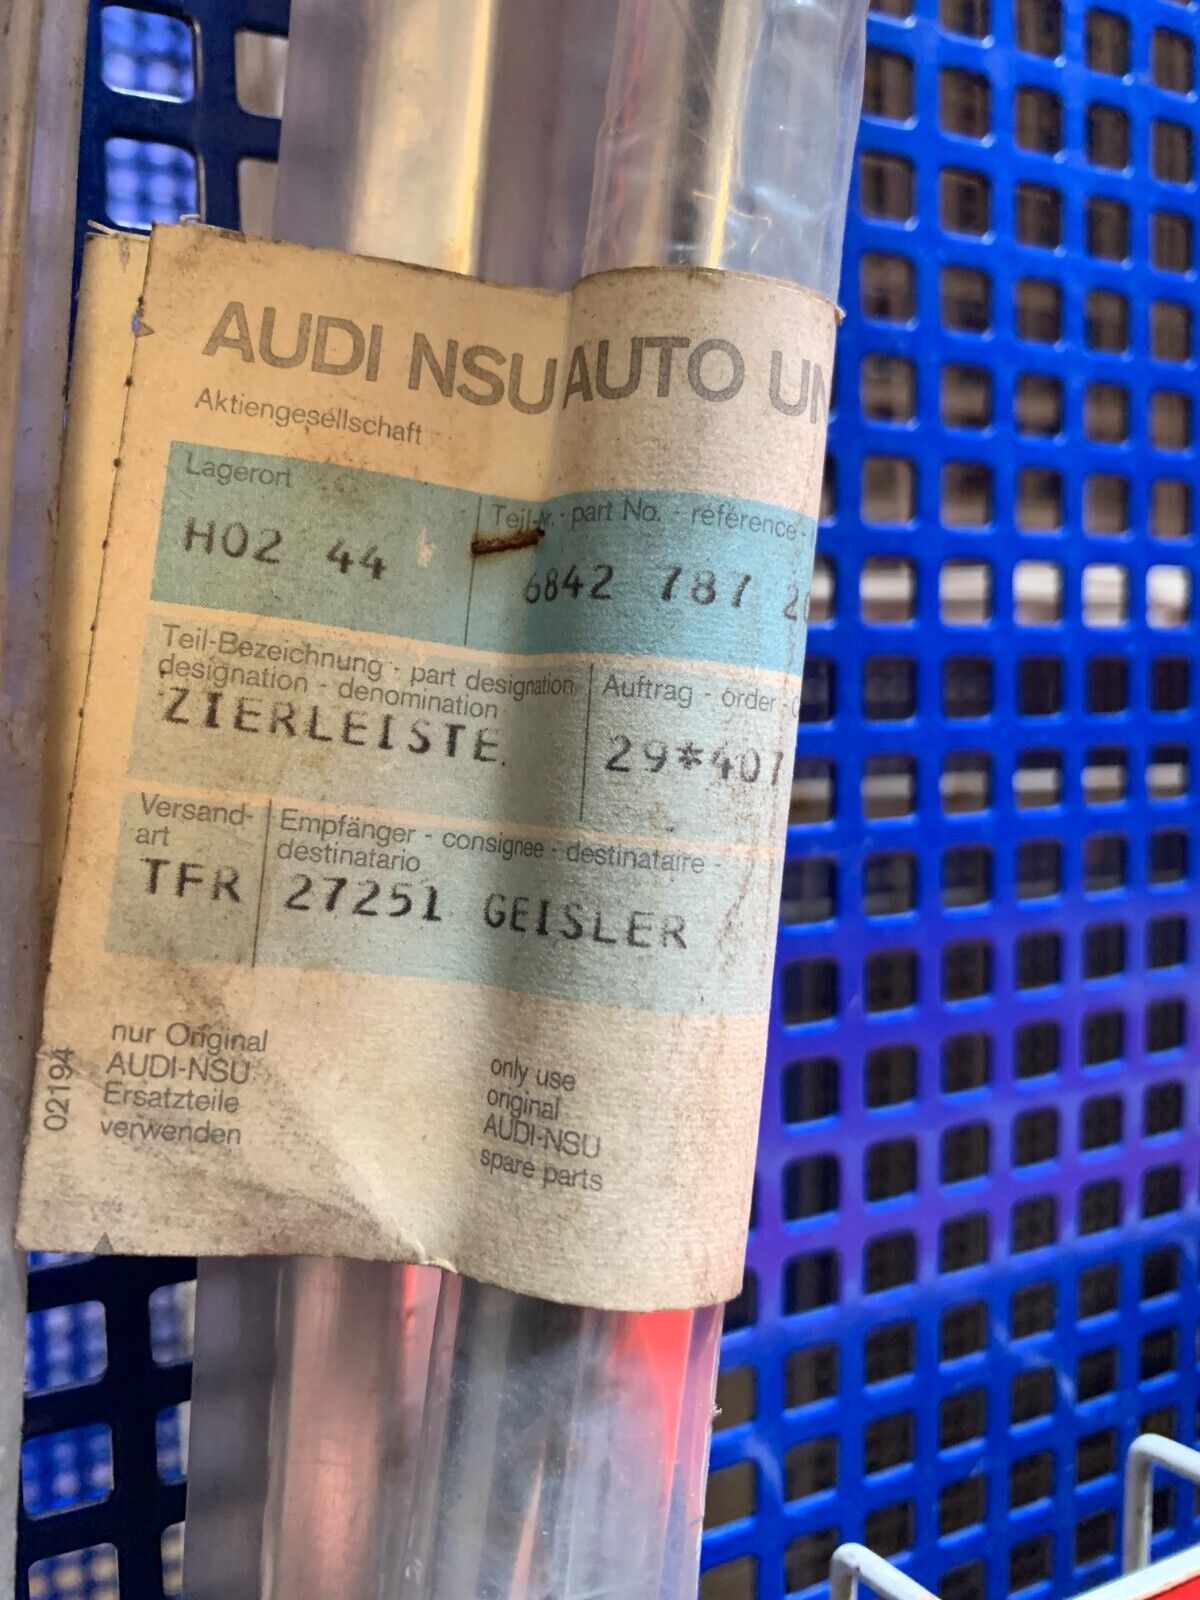 AUDI NSU AUTO UN
Aktiengesellschaft
Lagerort
Teil-Nr. - part No. - référence -
H02 44
6842 787
Teil-Bezeichnung - part designation
designation - denomination
Auftrag - order -
ZIERLEISTE.
29*407
Versand-
art
Empfänger - consignee - destinataire -
destinatario
TFR
27251 GEISLER
nur Original
AUDI-NSU
Ersatzteile
verwenden
only use
original
AUDI-NSU
spare parts
02194